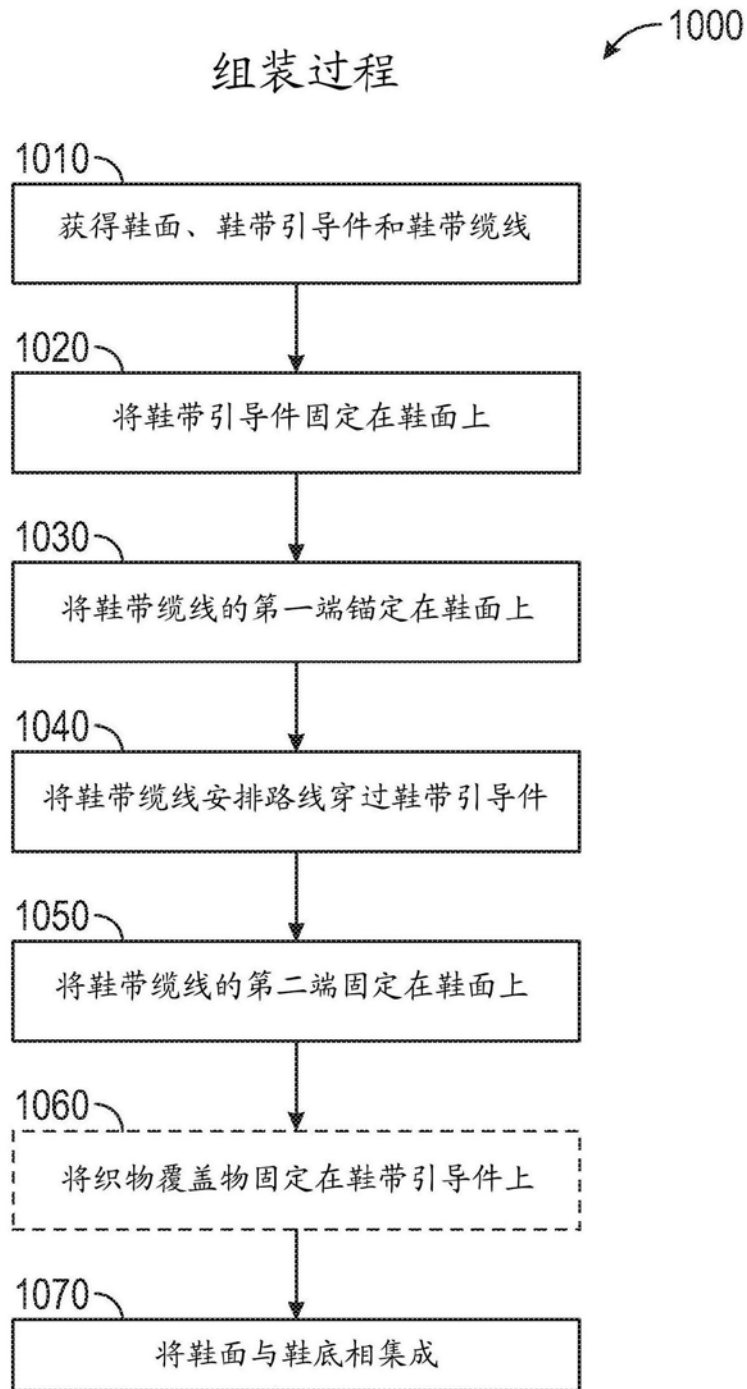 1000
组装过程
1010
获得鞋面、鞋带引导件和鞋带缆线
1020
将鞋带引导件固定在鞋面上
1030
将鞋带缆线的第一端锚定在鞋面上
1040
将鞋带缆线安排路线穿过鞋带引导件
1050
将鞋带缆线的第二端固定在鞋面上
1060
将织物覆盖物固定在鞋带引导件上
1070
将鞋面与鞋底相集成